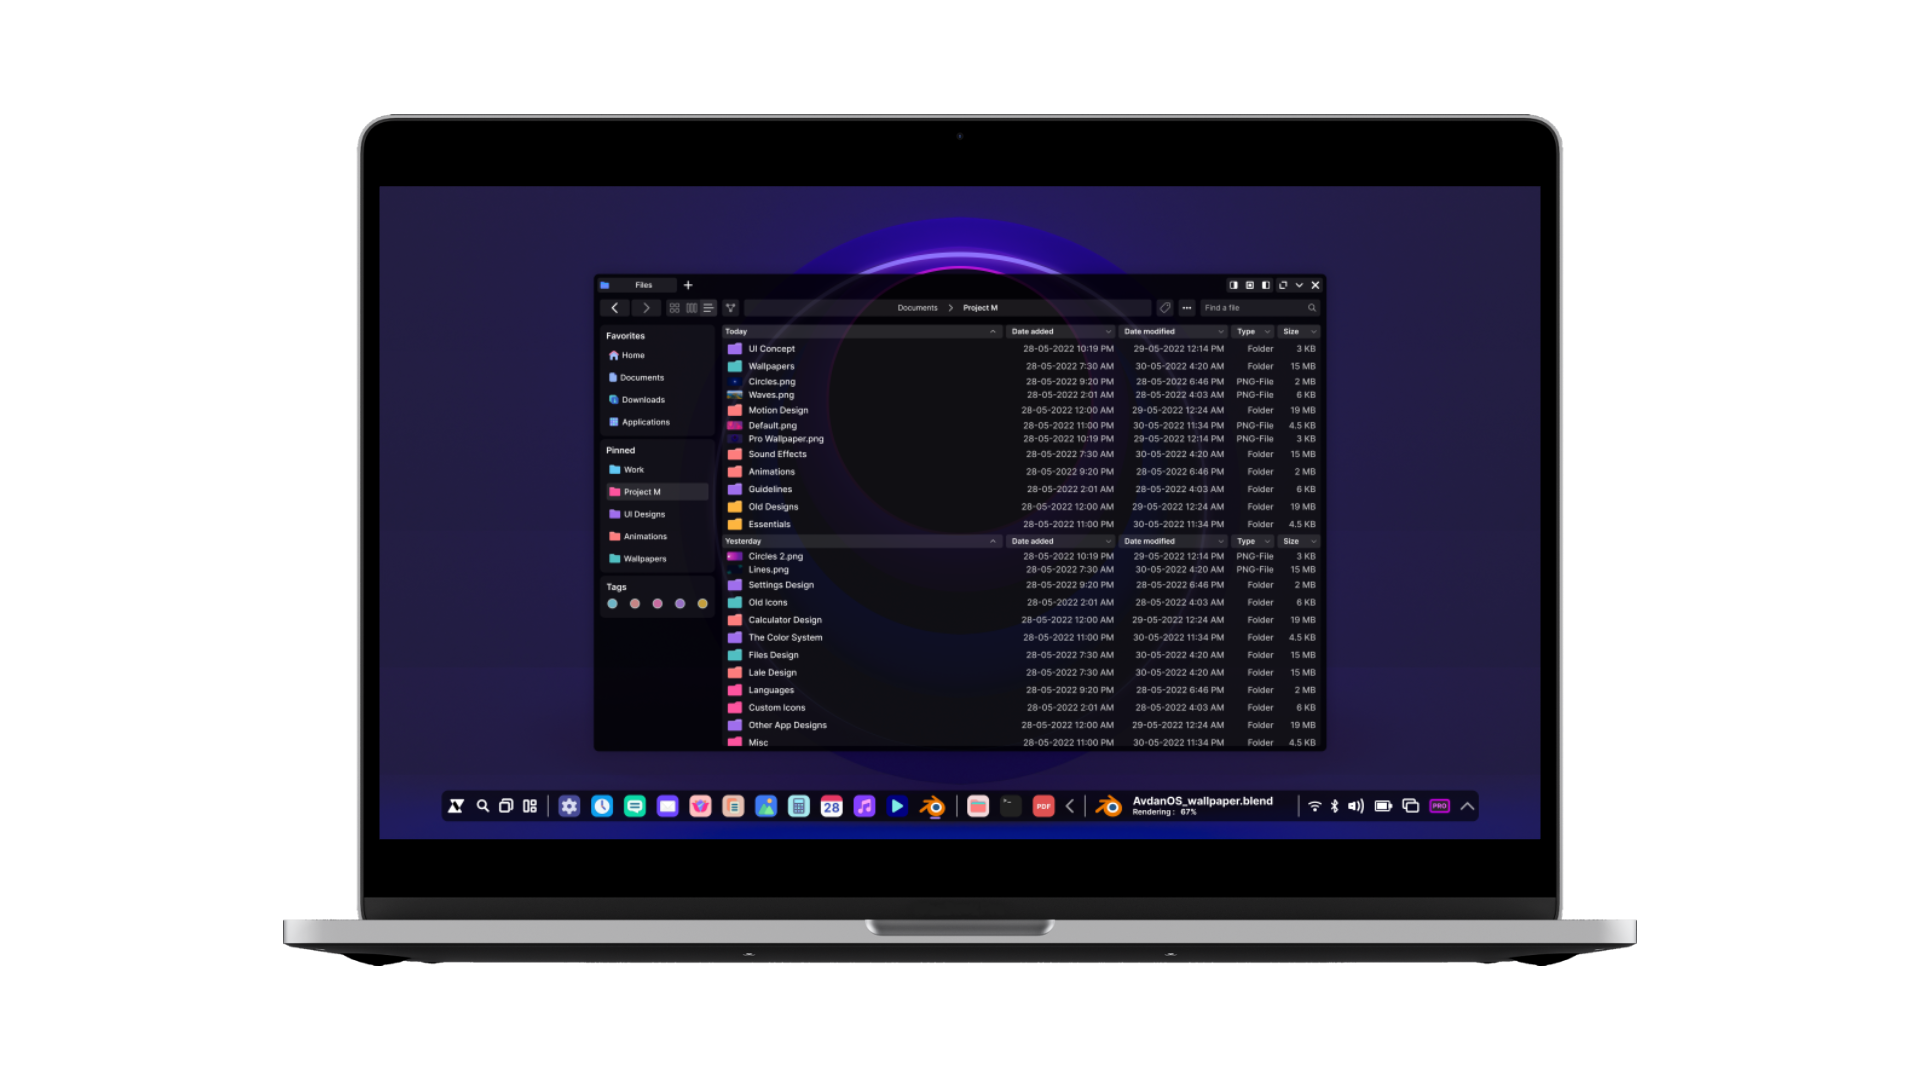 Files
Documents > Project M
Find a file
Favorites
Home
Documents
Downloads
Applications
Pinned
Work
Project M
UI Designs
Animations
Wallpapers
Tags
Today Date added Date modified Type Size
UI Concept 28-05-2022 10:19 PM 29-05-2022 12:14 PM Folder 3 KB
Wallpapers 28-05-2022 7:30 AM 30-05-2022 4:20 AM Folder 15 MB
Circles.png 28-05-2022 9:20 PM 28-05-2022 6:46 PM PNG-File 2 MB
Waves.png 28-05-2022 2:01 AM 28-05-2022 4:03 AM PNG-File 6 KB
Motion Design 28-05-2022 12:00 AM 29-05-2022 12:24 AM Folder 19 MB
Default.png 28-05-2022 11:00 PM 30-05-2022 11:34 PM PNG-File 4.5 KB
Pro Wallpaper.png 28-05-2022 10:19 PM 29-05-2022 12:14 PM PNG-File 3 KB
Sound Effects 28-05-2022 7:30 AM 30-05-2022 4:20 AM Folder 15 MB
Animations 28-05-2022 9:20 PM 28-05-2022 6:46 PM Folder 2 MB
Guidelines 28-05-2022 2:01 AM 28-05-2022 4:03 AM Folder 6 KB
Old Designs 28-05-2022 12:00 AM 29-05-2022 12:24 AM Folder 19 MB
Essentials 28-05-2022 11:00 PM 30-05-2022 11:34 PM Folder 4.5 KB
Yesterday Date added Date modified Type Size
Circles 2.png 28-05-2022 10:19 PM 29-05-2022 12:14 PM PNG-File 3 KB
Lines.png 28-05-2022 7:30 AM 30-05-2022 4:20 AM PNG-File 15 MB
Settings Design 28-05-2022 9:20 PM 28-05-2022 6:46 PM Folder 2 MB
Old Icons 28-05-2022 2:01 AM 28-05-2022 4:03 AM Folder 6 KB
Calculator Design 28-05-2022 12:00 AM 29-05-2022 12:24 AM Folder 19 MB
The Color System 28-05-2022 11:00 PM 30-05-2022 11:34 PM Folder 4.5 KB
Files Design 28-05-2022 7:30 AM 30-05-2022 4:20 AM Folder 15 MB
Lale Design 28-05-2022 7:30 AM 30-05-2022 4:20 AM Folder 15 MB
Languages 28-05-2022 9:20 PM 28-05-2022 6:46 PM Folder 2 MB
Custom Icons 28-05-2022 2:01 AM 28-05-2022 4:03 AM Folder 6 KB
Other App Designs 28-05-2022 12:00 AM 29-05-2022 12:24 AM Folder 19 MB
Misc 28-05-2022 11:00 PM 30-05-2022 11:34 PM Folder 4.5 KB
28
PDF
AvdanOS_wallpaper.blend
Rendering : 67%
PRO